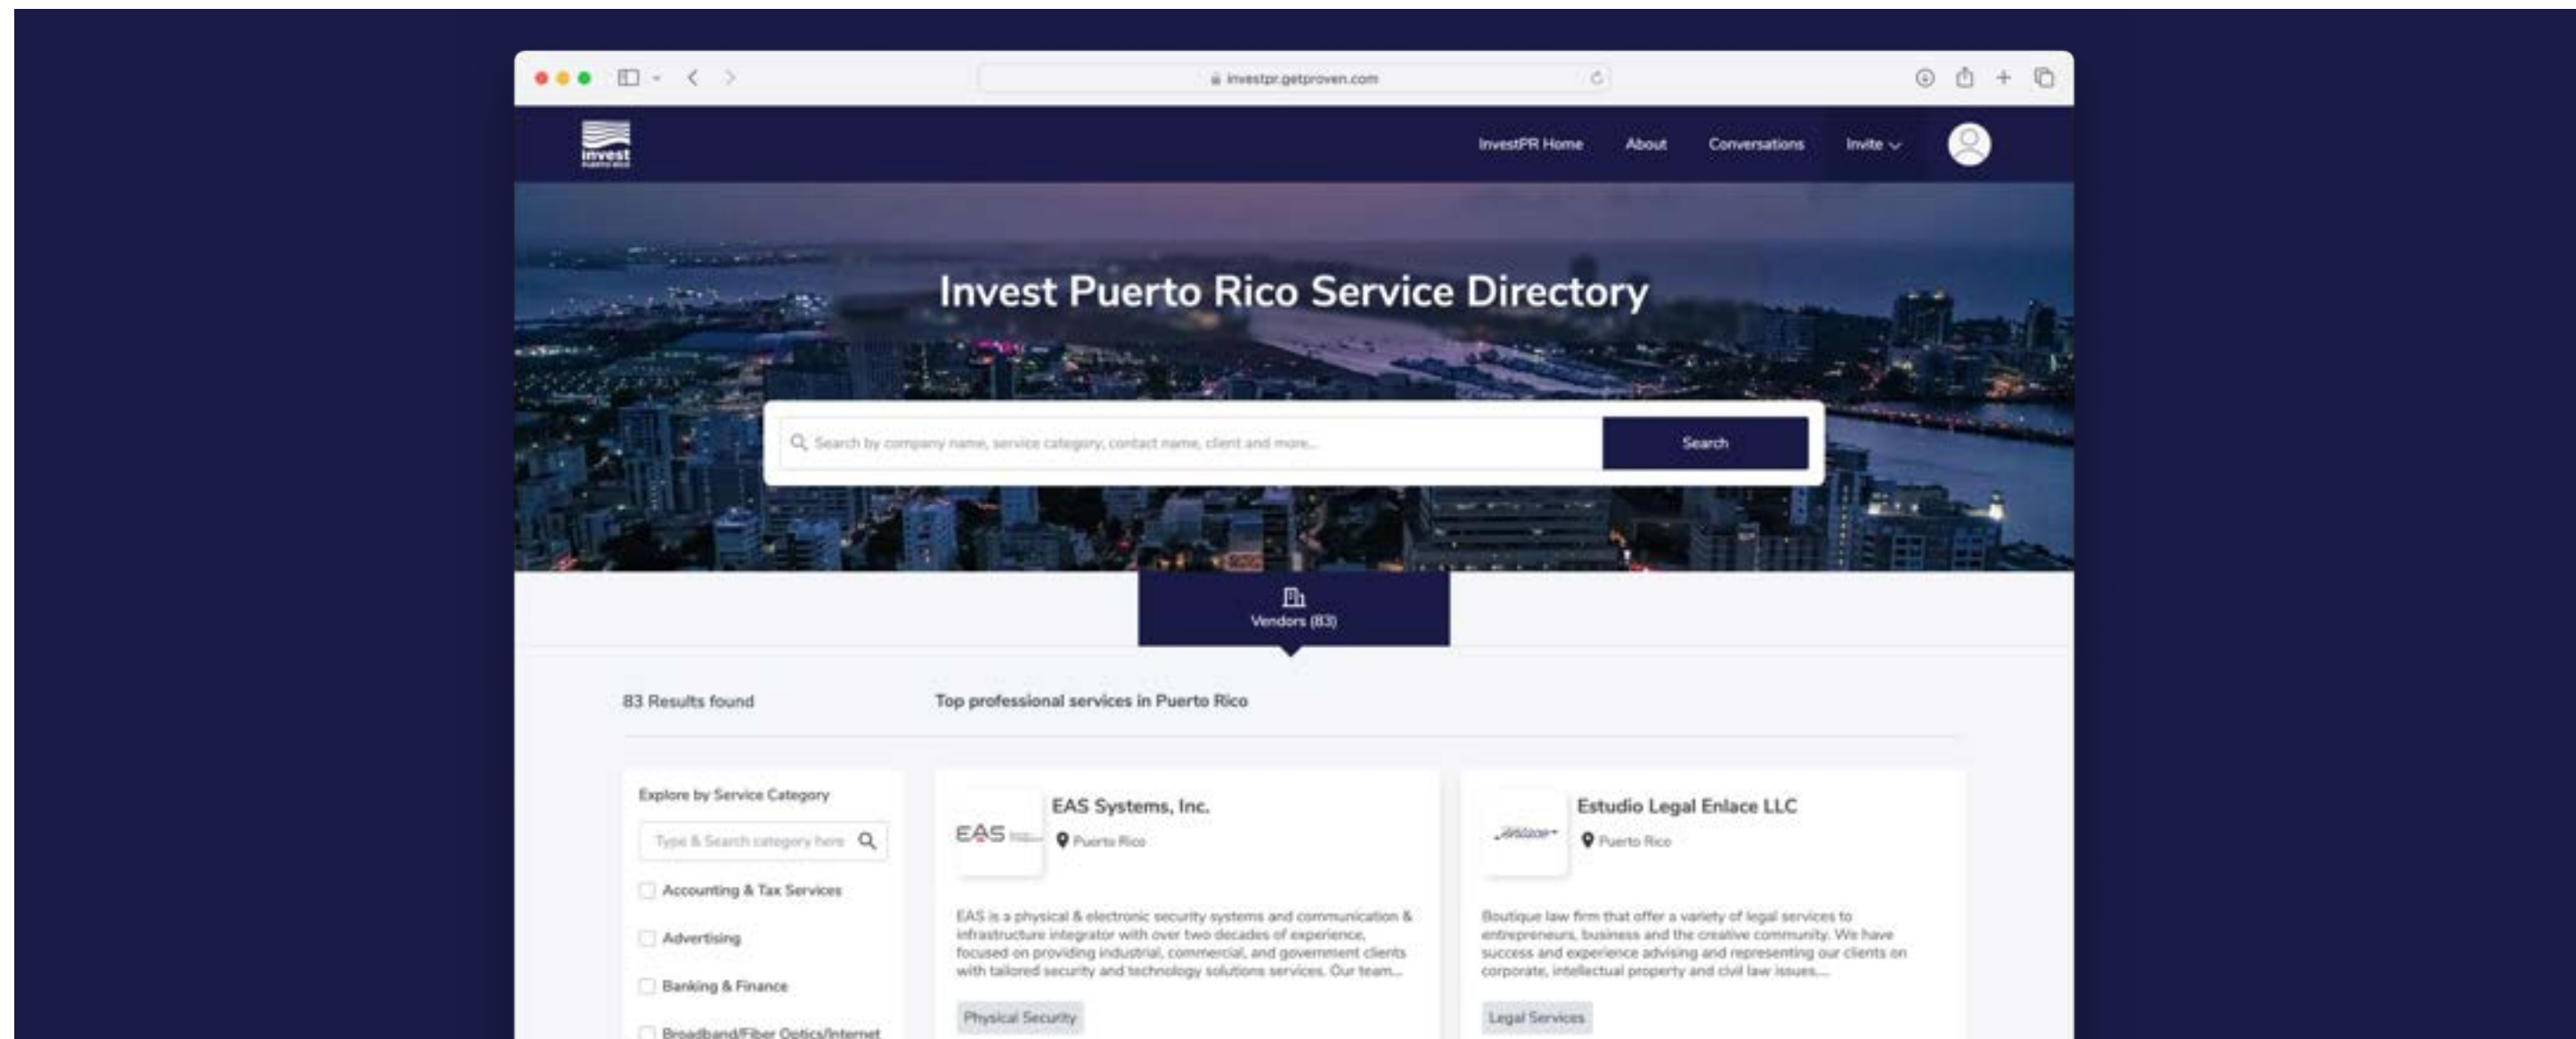 investpr.getproven.com
invest
PUERTO RICO
InvestPR Home
About
Conversations
Invite
Invest Puerto Rico Service Directory
Search by company name, service category, contact name, client and more...
Search
Vendors (83)
83 Results found
Top professional services in Puerto Rico
Explore by Service Category
Type & Search category here
Accounting & Tax Services
Advertising
Banking & Finance
Broadband/Fiber Optics/Internet
EAS
EAS Systems, Inc.
Puerto Rico
EAS is a physical & electronic security systems and communication &
infrastructure integrator with over two decades of experience,
focused on providing industrial, commercial, and government clients
with tailored security and technology solutions services. Our team...
Physical Security
Enlace
Estudio Legal Enlace LLC
Puerto Rico
Boutique law firm that offer a variety of legal services to
entrepreneurs, business and the creative community. We have
success and experience advising and representing our clients on
corporate, intellectual property and civil law issues....
Legal Services